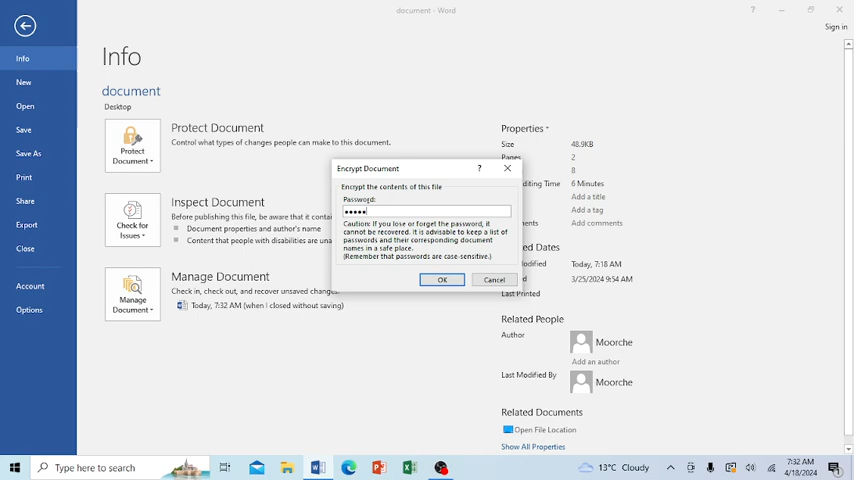 document - Word
?
Sign in
Info
Info
New
Open
Save
Save As
Print
Share
Export
Close
Account
Options
document
Desktop
Protect Document
Protect Document
Control what types of changes people can make to this document.
Check for Issues
Inspect Document
Before publishing this file, be aware that it contai
Document properties and author's name
Content that people with disabilities are una
Manage Document
Manage Document
Check in, check out, and recover unsaved changes.
Today, 7:32 AM (when I closed without saving)
Encrypt Document
?
Encrypt the contents of this file
Password:
•••••
Caution: If you lose or forget the password, it
cannot be recovered. It is advisable to keep a list of
passwords and their corresponding document
names in a safe place.
(Remember that passwords are case-sensitive.)
OK
Cancel
Properties
Size 48.9KB
Pages 2
8
Editing Time 6 Minutes
Add a title
Add a tag
Add comments
Dates
Today, 7:18 AM
3/25/2024 9:54 AM
Last Printed
Related People
Author Moorche
Add an author
Last Modified By Moorche
Related Documents
Open File Location
Show All Properties
Type here to search
13°C Cloudy
7:32 AM
4/18/2024